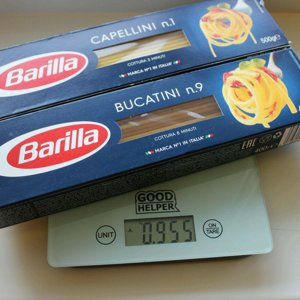 CAPELLINI n.1
Barilla
COTTURA 3 MINUTI
MARCA N°1 IN ITALIA
500g
BUCATINI n.9
Barilla
COTTURA 8 MINUTI
MARCA N°1 IN ITALIA
400g
EAC
GOOD
HELPER
UNIT
0.955
ON
TARE